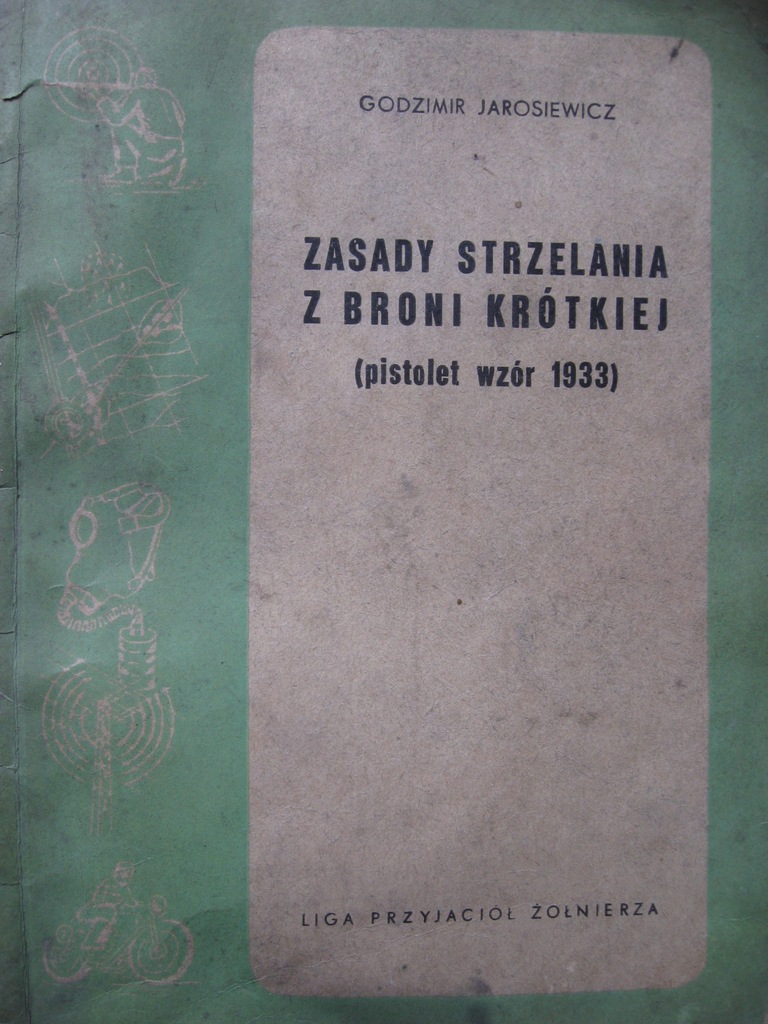 GODZIMIR JAROSIEWICZ
ZASADY STRZELANIA
Z BRONI KRÓTKIEJ
(pistolet wzór 1933)
LIGA PRZYJACIÓŁ ŻOŁNIERZA